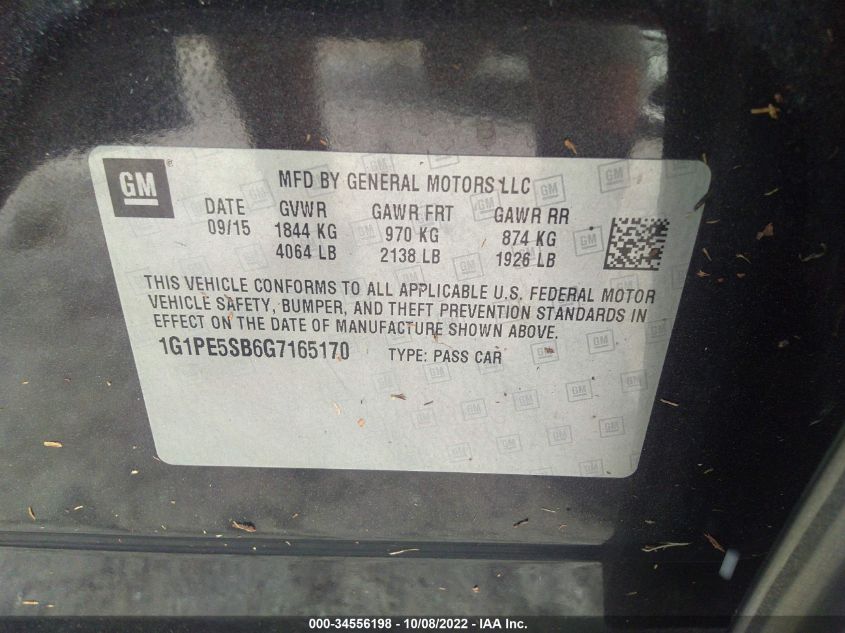 GM
®
MFD BY GENERAL MOTORS LLC
DATE GVWR GAWR FRT GAWR RR
09/15 1844 KG 970 KG 874 KG
4064 LB 2138 LB 1926 LB
THIS VEHICLE CONFORMS TO ALL APPLICABLE U.S. FEDERAL MOTOR
VEHICLE SAFETY, BUMPER, AND THEFT PREVENTION STANDARDS IN
EFFECT ON THE DATE OF MANUFACTURE SHOWN ABOVE.
1G1PE5SB6G7165170 TYPE: PASS CAR
000-34556198 - 10/08/2022 - IAA Inc.